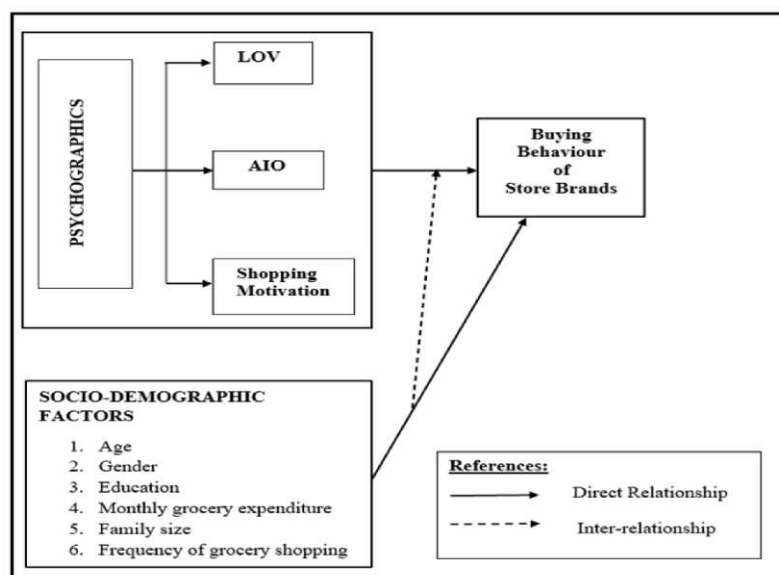 PSYCHOGRAPHICS
LOV
AIO
Shopping
Motivation
Buying
Behaviour
of
Store Brands
SOCIO-DEMOGRAPHIC
FACTORS
1. Age
2. Gender
3. Education
4. Monthly grocery expenditure
5. Family size
6. Frequency of grocery shopping
References:
Direct Relationship
Inter-relationship